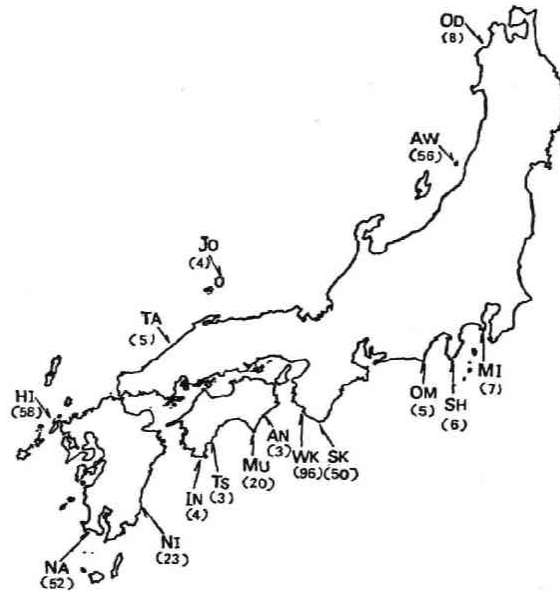 OD
(8)
AW
(56)
JO
(4)
TA
(5)
HI
(58)
MI
(7)
OM
(5)
SH
(6)
AN
(3)
WK
(96)
SK
(50)
MU
(20)
TS
(3)
IN
(4)
NI
(23)
NA
(52)